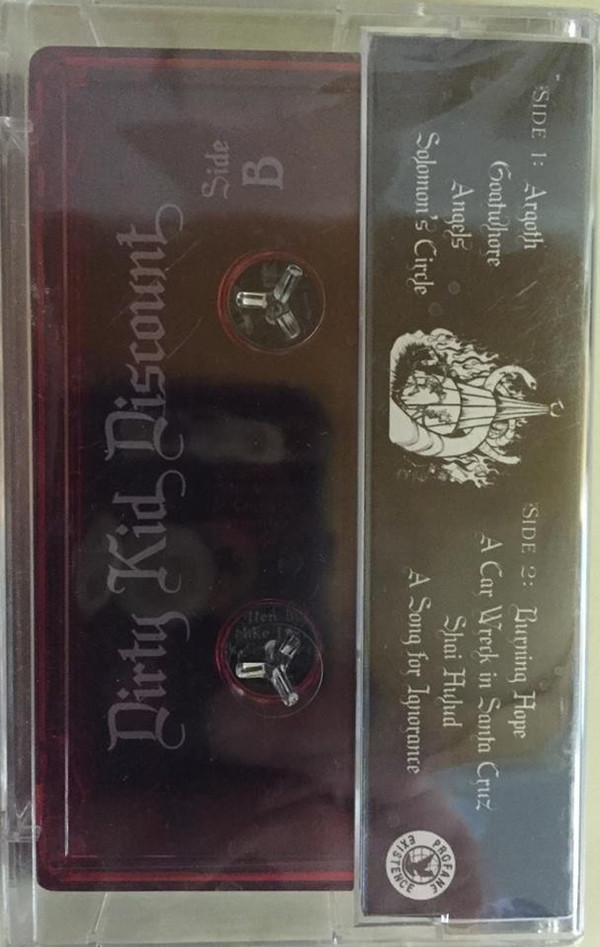 Side
B
Dirty Kid Discount
SIDE 1: Argoth
Goatwhore
Angels
Solomon's Circle
SIDE 2: Burning Hope
A Car Wreck in Santa Cruz
Shai Hulud
A Song for Ignorance
PROFANE
EXISTENCE